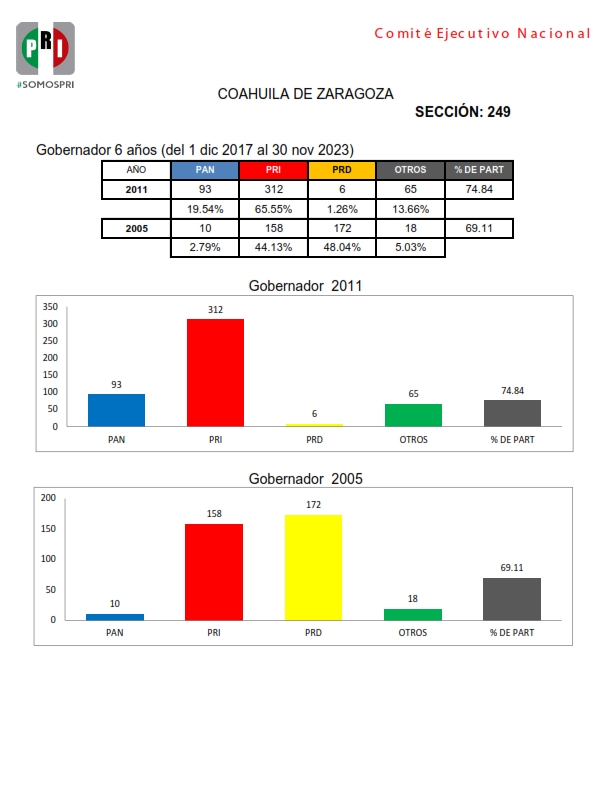 Comité Ejecutivo Nacional
PRI
#SOMOSPRI
COAHUILA DE ZARAGOZA
SECCIÓN: 249
Gobernador 6 años (del 1 dic 2017 al 30 nov 2023)
AÑO PAN PRI PRD OTROS % DE PART
2011 93 312 6 65 74.84
19.54% 65.55% 1.26% 13.66%
2005 10 158 172 18 69.11
2.79% 44.13% 48.04% 5.03%
Gobernador 2011
350
300
250
200
150
100
50
0
93 312 6 65 74.84
PAN PRI PRD OTROS % DE PART
Gobernador 2005
200
150
100
50
0
10 158 172 18 69.11
PAN PRI PRD OTROS % DE PART